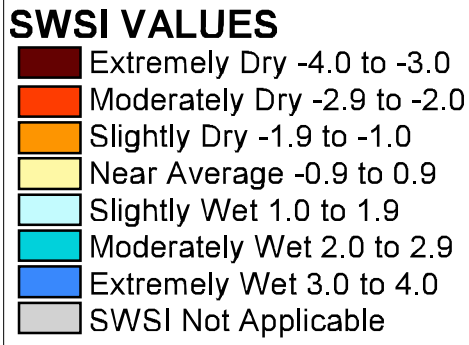 SWSI VALUES
Extremely Dry -4.0 to -3.0
Moderately Dry -2.9 to -2.0
Slightly Dry -1.9 to -1.0
Near Average -0.9 to 0.9
Slightly Wet 1.0 to 1.9
Moderately Wet 2.0 to 2.9
Extremely Wet 3.0 to 4.0
SWSI Not Applicable